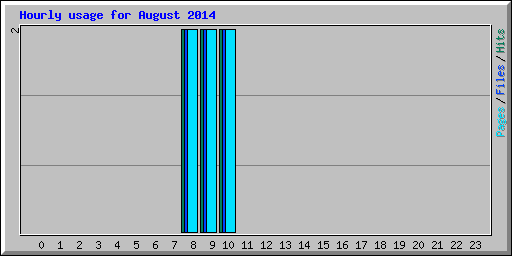 Hourly usage for August 2014
2
Pages/Files/Hits
0 1 2 3 4 5 6 7 8 9 10 11 12 13 14 15 16 17 18 19 20 21 22 23